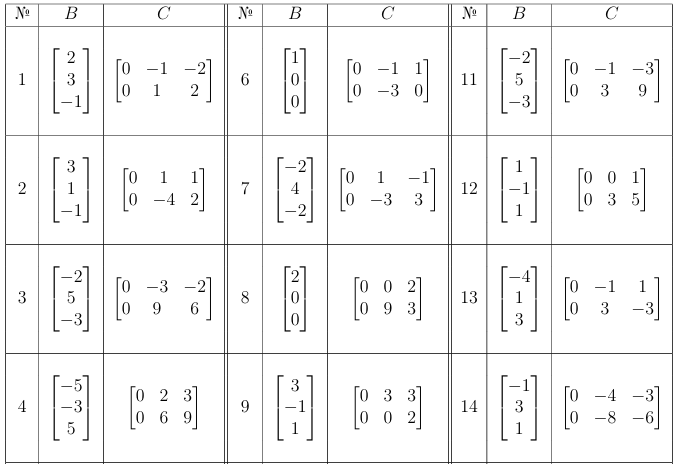 № B C № B C № B C
1 [2 3 −1] [0 −1 −2; 0 1 2] 6 [1 0 0] [0 −1 1; 0 −3 0] 11 [−2 5 −3] [0 −1 −3; 0 3 9]
2 [3 1 −1] [0 1 1; 0 −4 2] 7 [−2 4 −2] [0 1 −1; 0 −3 3] 12 [1 −1 1] [0 0 1; 0 3 5]
3 [−2 5 −3] [0 −3 −2; 0 9 6] 8 [2 0 0] [0 0 2; 0 9 3] 13 [−4 1 3] [0 −1 1; 0 3 −3]
4 [−5 −3 5] [0 2 3; 0 6 9] 9 [3 −1 1] [0 3 3; 0 0 2] 14 [−1 3 1] [0 −4 −3; 0 −8 −6]